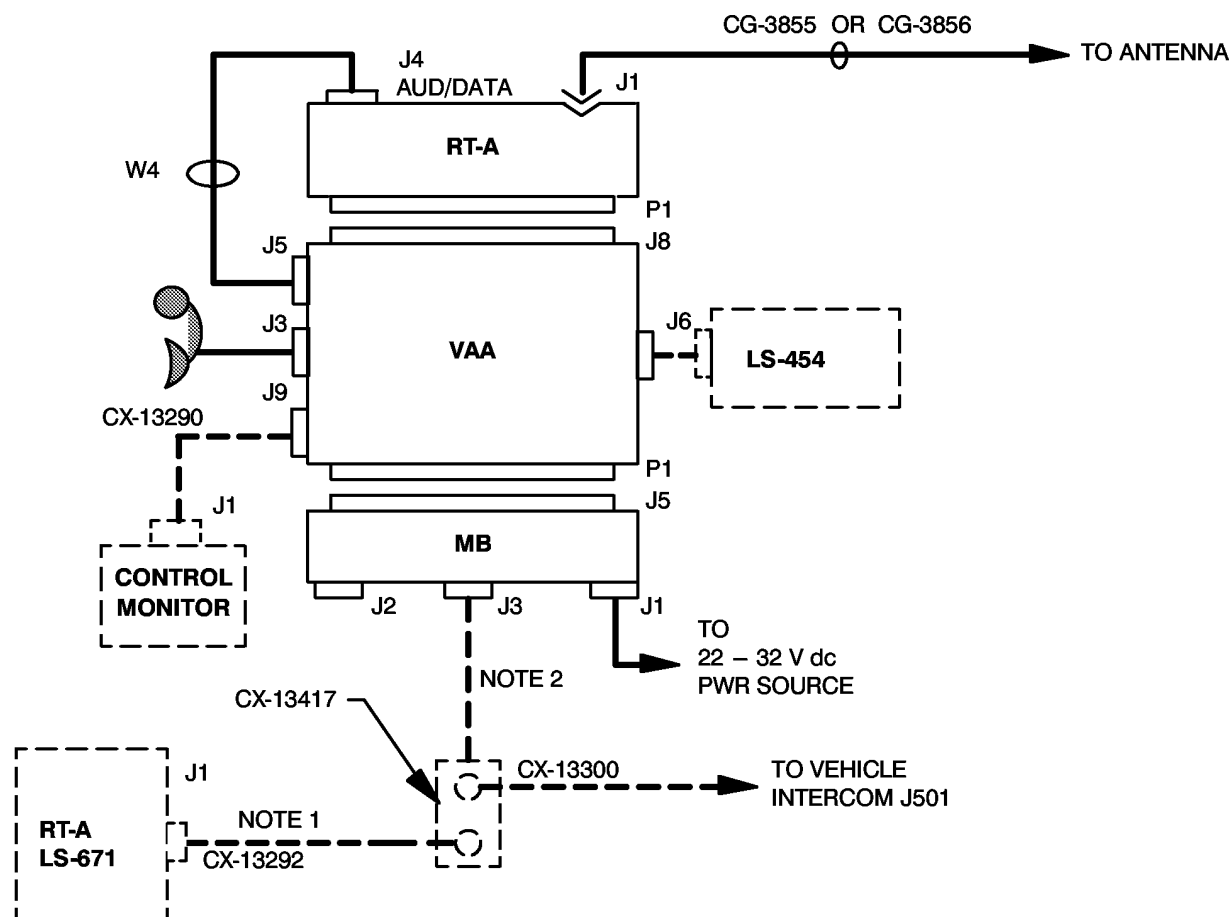 CG-3855 OR CG-3856
TO ANTENNA
J4
AUD/DATA
J1
RT-A
W4
P1
J5
J8
J3
VAA
J6
LS-454
J9
CX-13290
P1
J1
J5
MB
CONTROL
MONITOR
J2
J3
J1
TO
22 – 32 V dc
PWR SOURCE
NOTE 2
CX-13417
CX-13300
TO VEHICLE
INTERCOM J501
J1
NOTE 1
RT-A
LS-671
CX-13292